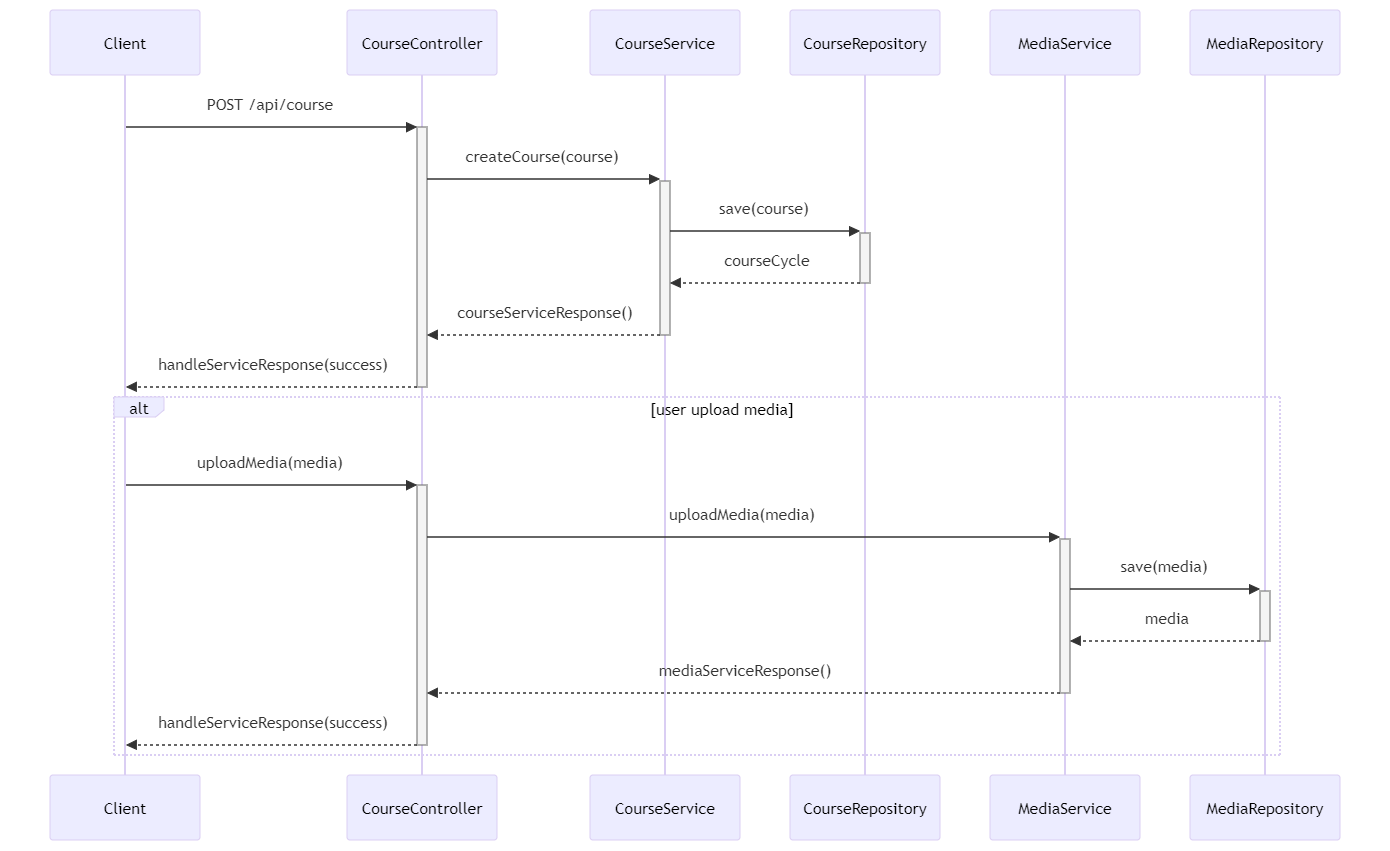 Client
CourseController
CourseService
CourseRepository
MediaService
MediaRepository
POST /api/course
createCourse(course)
save(course)
courseCycle
courseServiceResponse()
handleServiceResponse(success)
alt
[user upload media]
uploadMedia(media)
uploadMedia(media)
save(media)
media
mediaServiceResponse()
handleServiceResponse(success)
Client
CourseController
CourseService
CourseRepository
MediaService
MediaRepository